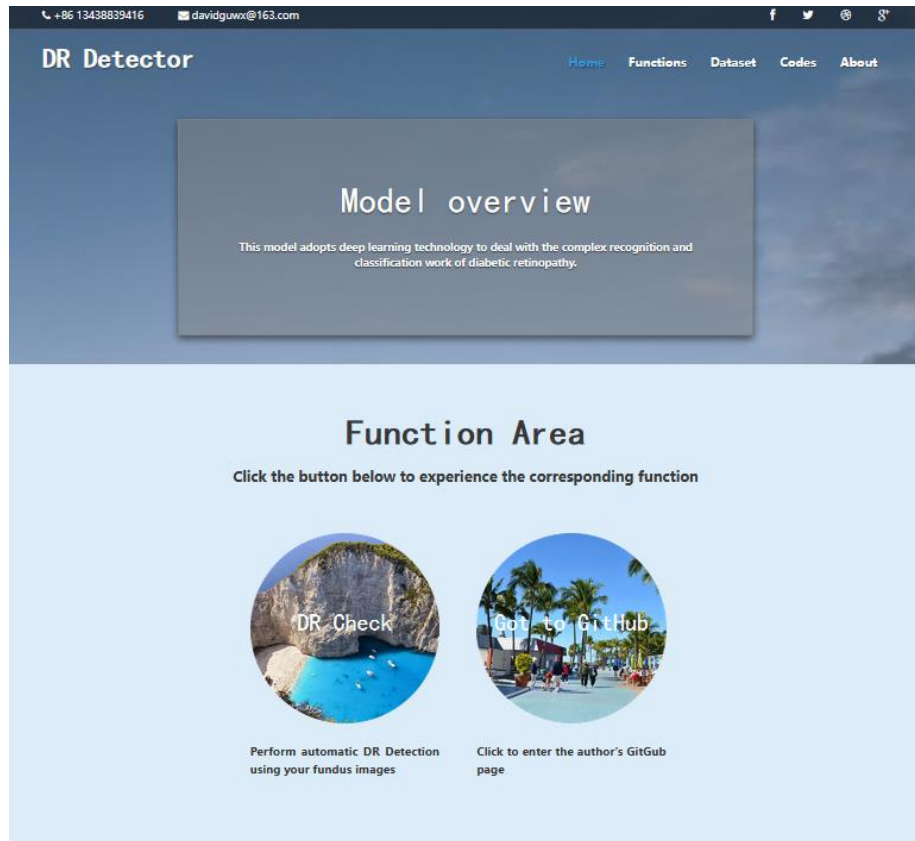 +86 13438839416 davidguwx@163.com
DR Detector
Home Functions Dataset Codes About
Model overview
This model adopts deep learning technology to deal with the complex recognition and
classification work of diabetic retinopathy.
Function Area
Click the button below to experience the corresponding function
DR Check
Got to GitHub
Perform automatic DR Detection
using your fundus images
Click to enter the author's GitGub
page